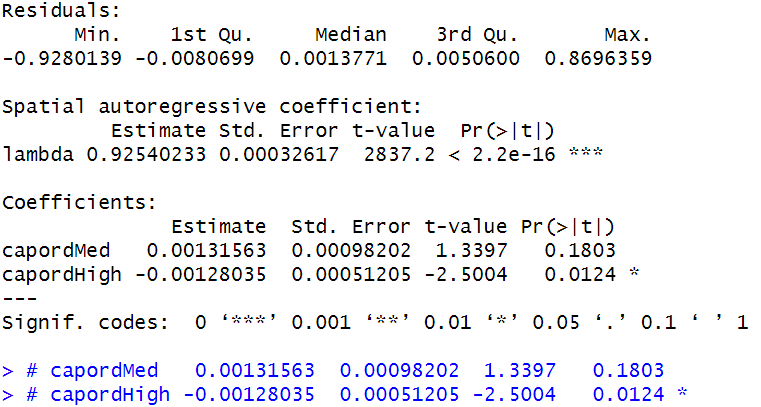 Residuals:
Min. 1st Qu. Median 3rd Qu. Max.
-0.9280139 -0.0080699 0.0013771 0.0050600 0.8696359
Spatial autoregressive coefficient:
Estimate Std. Error t-value Pr(>|t|)
lambda 0.92540233 0.00032617 2837.2 < 2.2e-16 ***
Coefficients:
Estimate Std. Error t-value Pr(>|t|)
capordMed 0.00131563 0.00098202 1.3397 0.1803
capordHigh -0.00128035 0.00051205 -2.5004 0.0124 *
---
Signif. codes: 0 ‘***’ 0.001 ‘**’ 0.01 ‘*’ 0.05 ‘.’ 0.1 ‘ ’ 1
> # capordMed 0.00131563 0.00098202 1.3397 0.1803
> # capordHigh -0.00128035 0.00051205 -2.5004 0.0124 *